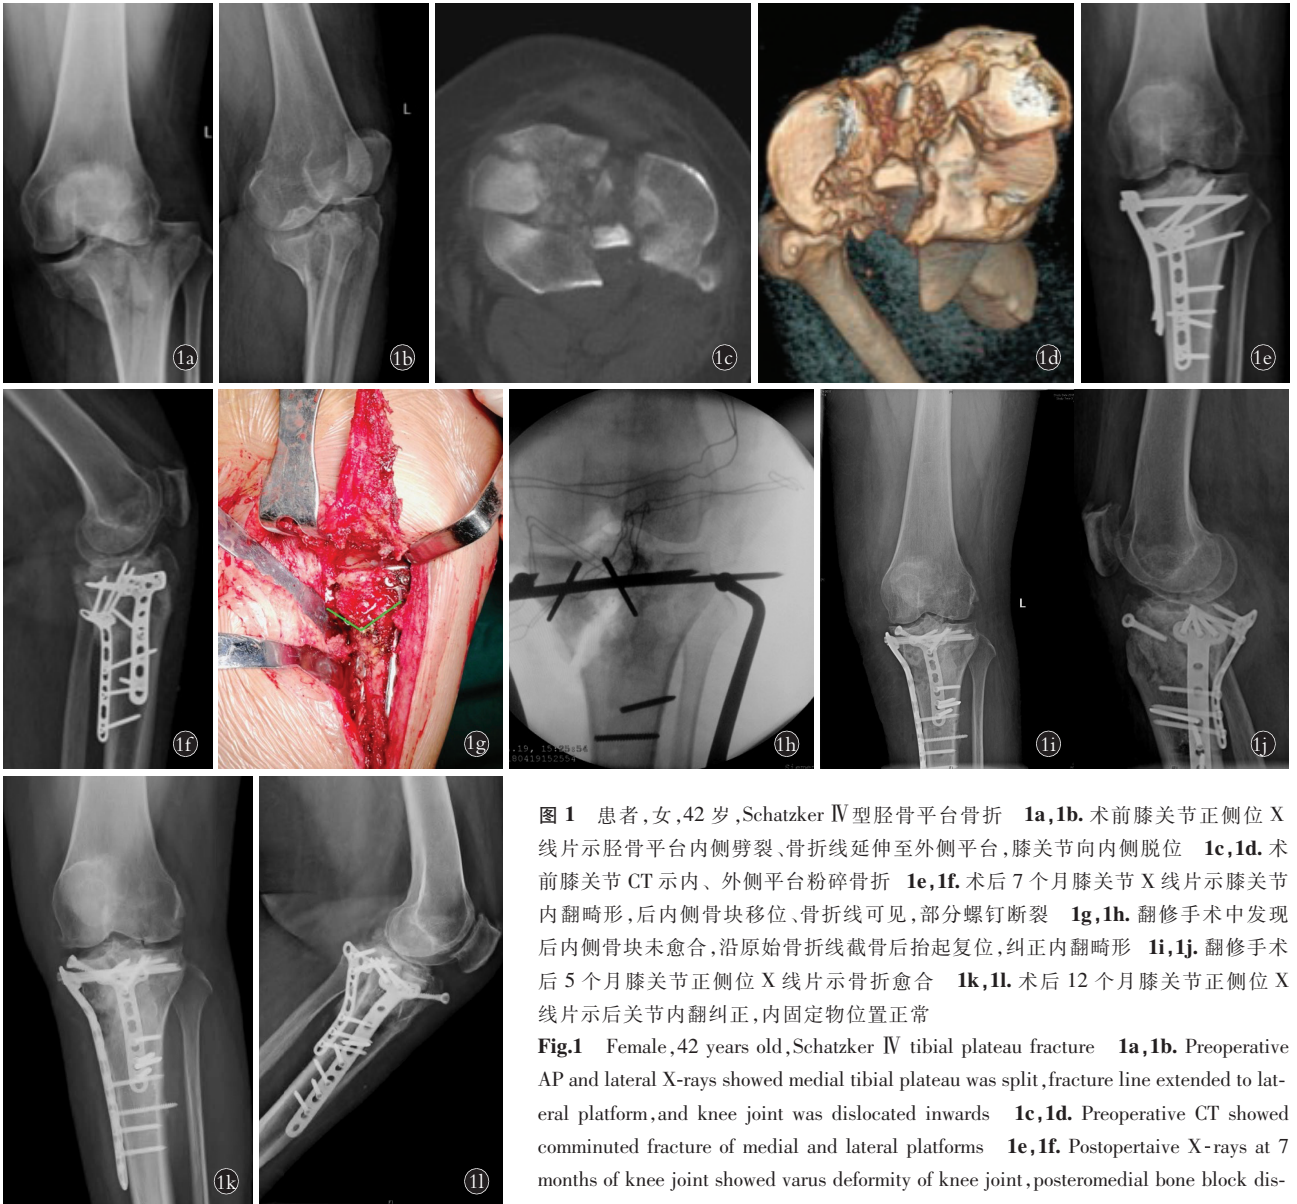 L
1a
L
1b
1c
1d
1e
1f
1g
.19, 15:25:54
80419152554
1h
L
1i
1j
1k
1l
图 1 患者,女,42 岁,Schatzker Ⅳ型胫骨平台骨折 1a,1b. 术前膝关节正侧位 X
线片示胫骨平台内侧劈裂、骨折线延伸至外侧平台,膝关节向内侧脱位 1c,1d. 术
前膝关节 CT 示内、外侧平台粉碎骨折 1e,1f. 术后 7 个月膝关节 X 线片示膝关节
内翻畸形,后内侧骨块移位、骨折线可见,部分螺钉断裂 1g,1h. 翻修手术中发现
后内侧骨块未愈合,沿原始骨折线截骨后抬起复位,纠正内翻畸形 1i,1j. 翻修手术
后 5 个月膝关节正侧位 X 线片示骨折愈合 1k,1l. 术后 12 个月膝关节正侧位 X
线片示后关节内翻纠正,内固定物位置正常
Fig.1 Female,42 years old,Schatzker Ⅳ tibial plateau fracture 1a,1b. Preoperative
AP and lateral X-rays showed medial tibial plateau was split,fracture line extended to lat-
eral platform,and knee joint was dislocated inwards 1c,1d. Preoperative CT showed
comminuted fracture of medial and lateral platforms 1e,1f. Postopertaive X-rays at 7
months of knee joint showed varus deformity of knee joint,posteromedial bone block dis-